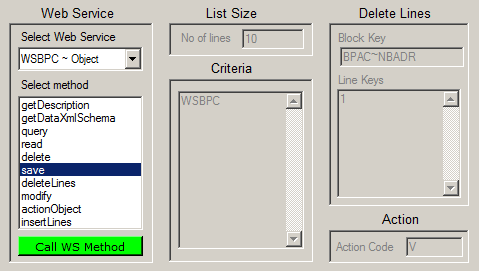 Web Service
Select Web Service
WSBPC ~ Object
Select method
getDescription
getDataXmlSchema
query
read
delete
save
deleteLines
modify
actionObject
insertLines
Call WS Method
List Size
No of lines 10
Criteria
WSBPC
Delete Lines
Block Key
BPAC~NBADR
Line Keys
1
Action
Action Code V